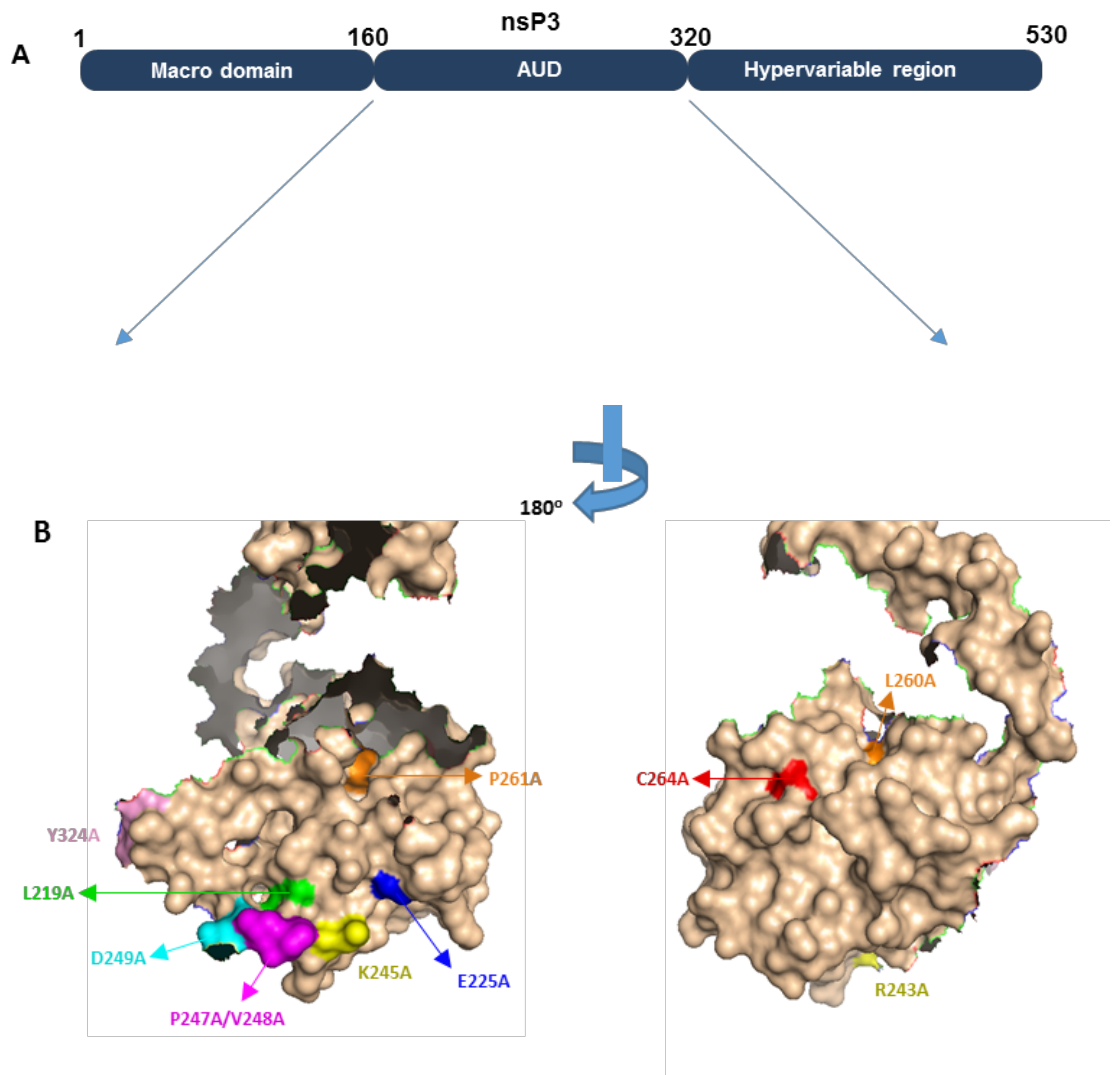 nsP3
1 160 320 530
A
Macro domain AUD Hypervariable region
180°
B
L260A
P261A
C264A
Y324A
L219A
D249A
K245A
E225A
R243A
P247A/V248A